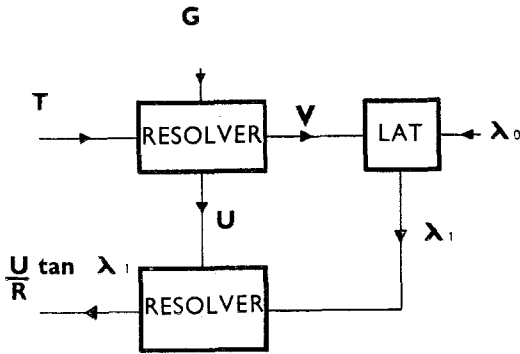 G
T
RESOLVER
V
LAT
λ₀
U
λ₁
U/R tan λ₁
RESOLVER